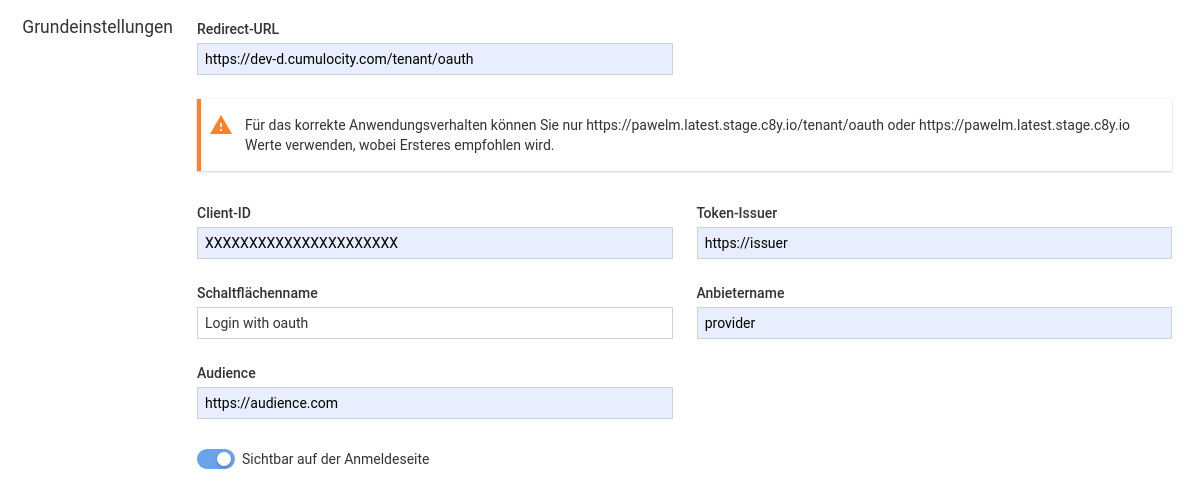 Grundeinstellungen
Redirect-URL
https://dev-d.cumulocity.com/tenant/oauth
Für das korrekte Anwendungsverhalten können Sie nur https://pawelm.latest.stage.c8y.io/tenant/oauth oder https://pawelm.latest.stage.c8y.io
Werte verwenden, wobei Ersteres empfohlen wird.
Client-ID
XXXXXXXXXXXXXXXXXXXXXX
Token-Issuer
https://issuer
Schaltflächenname
Login with oauth
Anbietername
provider
Audience
https://audience.com
Sichtbar auf der Anmeldeseite